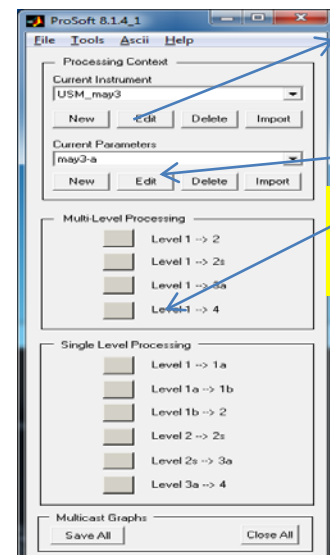 ProSoft 8.1.4_1
File Tools Ascii Help
Processing Context
Current Instrument
USM_may3
New Edit Delete Import
Current Parameters
may3-a
New Edit Delete Import
Multi-Level Processing
Level 1 --> 2
Level 1 --> 2s
Level 1 --> 3a
Level 1 --> 4
Single Level Processing
Level 1 --> 1a
Level 1a --> 1b
Level 1b --> 2
Level 2 --> 2s
Level 2s --> 3a
Level 3a --> 4
Multicast Graphs
Save All Close All